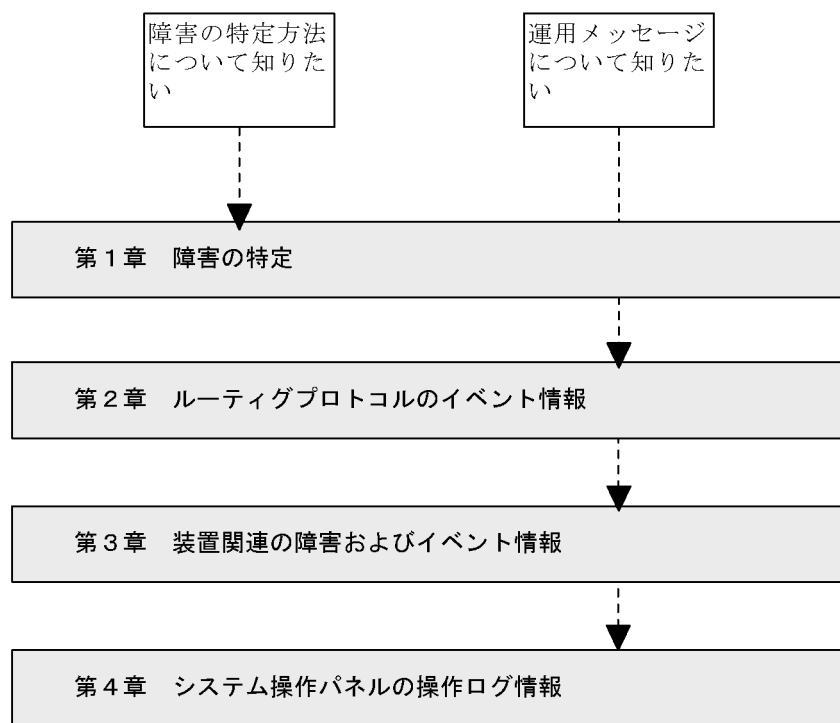 障害の特定方法
について知りた
い
運用メッセージ
について知りた
い
第１章　障害の特定
第２章　ルーティグプロトコルのイベント情報
第３章　装置関連の障害およびイベント情報
第４章　システム操作パネルの操作ログ情報